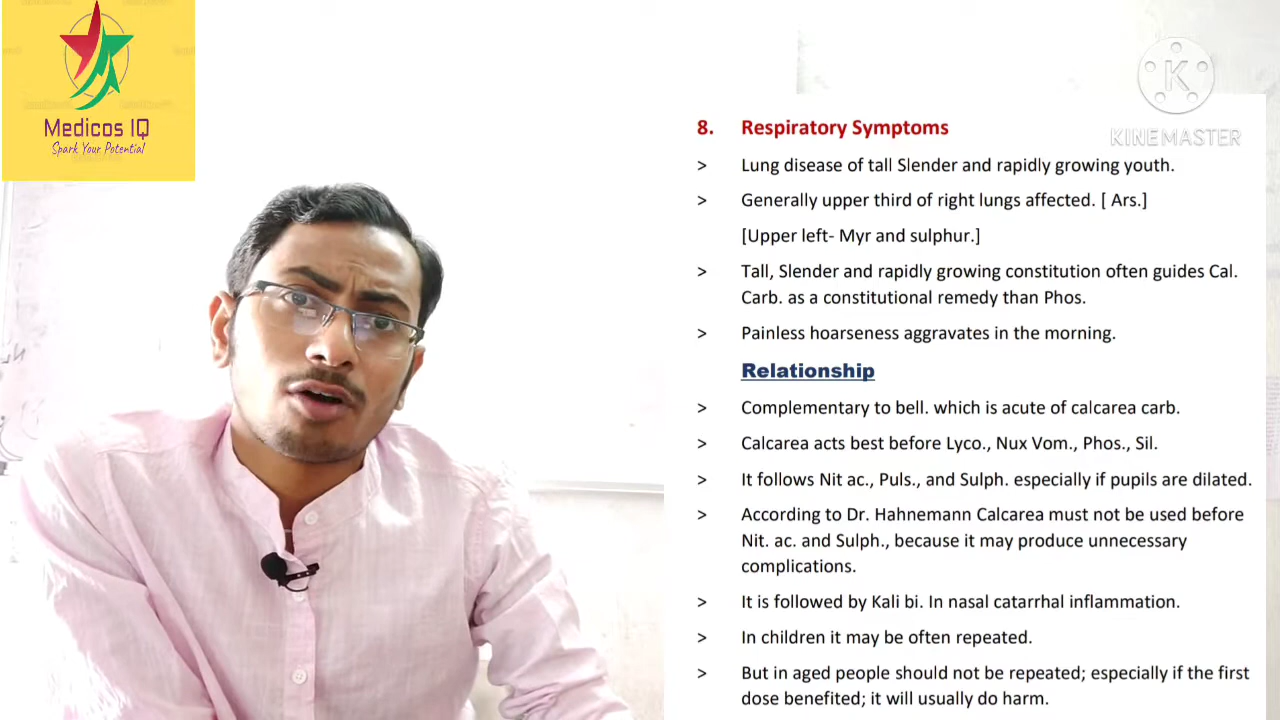 Medicos IQ
Spark Your Potential
K
KINEMASTER
8. Respiratory Symptoms
> Lung disease of tall Slender and rapidly growing youth.
> Generally upper third of right lungs affected. [ Ars.]
[Upper left- Myr and sulphur.]
> Tall, Slender and rapidly growing constitution often guides Cal.
Carb. as a constitutional remedy than Phos.
> Painless hoarseness aggravates in the morning.
Relationship
> Complementary to bell. which is acute of calcarea carb.
> Calcarea acts best before Lyco., Nux Vom., Phos., Sil.
> It follows Nit ac., Puls., and Sulph. especially if pupils are dilated.
> According to Dr. Hahnemann Calcarea must not be used before
Nit. ac. and Sulph., because it may produce unnecessary
complications.
> It is followed by Kali bi. In nasal catarrhal inflammation.
> In children it may be often repeated.
> But in aged people should not be repeated; especially if the first
dose benefited; it will usually do harm.